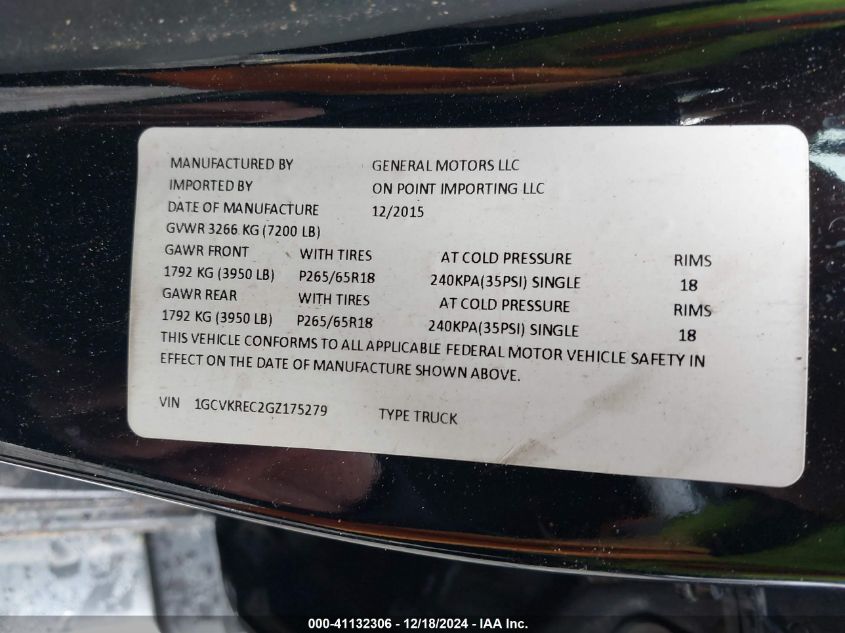 MANUFACTURED BY GENERAL MOTORS LLC
IMPORTED BY ON POINT IMPORTING LLC
DATE OF MANUFACTURE 12/2015
GVWR 3266 KG (7200 LB)
GAWR FRONT WITH TIRES AT COLD PRESSURE RIMS
1792 KG (3950 LB) P265/65R18 240KPA(35PSI) SINGLE 18
GAWR REAR WITH TIRES AT COLD PRESSURE RIMS
1792 KG (3950 LB) P265/65R18 240KPA(35PSI) SINGLE 18
THIS VEHICLE CONFORMS TO ALL APPLICABLE FEDERAL MOTOR VEHICLE SAFETY IN
EFFECT ON THE DATE OF MANUFACTURE SHOWN ABOVE.
VIN 1GCVKREC2GZ175279 TYPE TRUCK
000-41132306 - 12/18/2024 - IAA Inc.